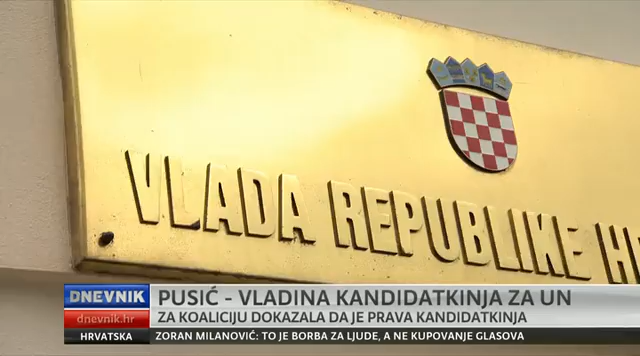 VLADA REPUBLIKE H
DNEVNIK
PUSIĆ - VLADINA KANDIDATKINJA ZA UN
dnevnik.hr
ZA KOALICIJU DOKAZALA DA JE PRAVA KANDIDATKINJA
HRVATSKA
ZORAN MILANOVIĆ: TO JE BORBA ZA LJUDE, A NE KUPOVANJE GLASOVA